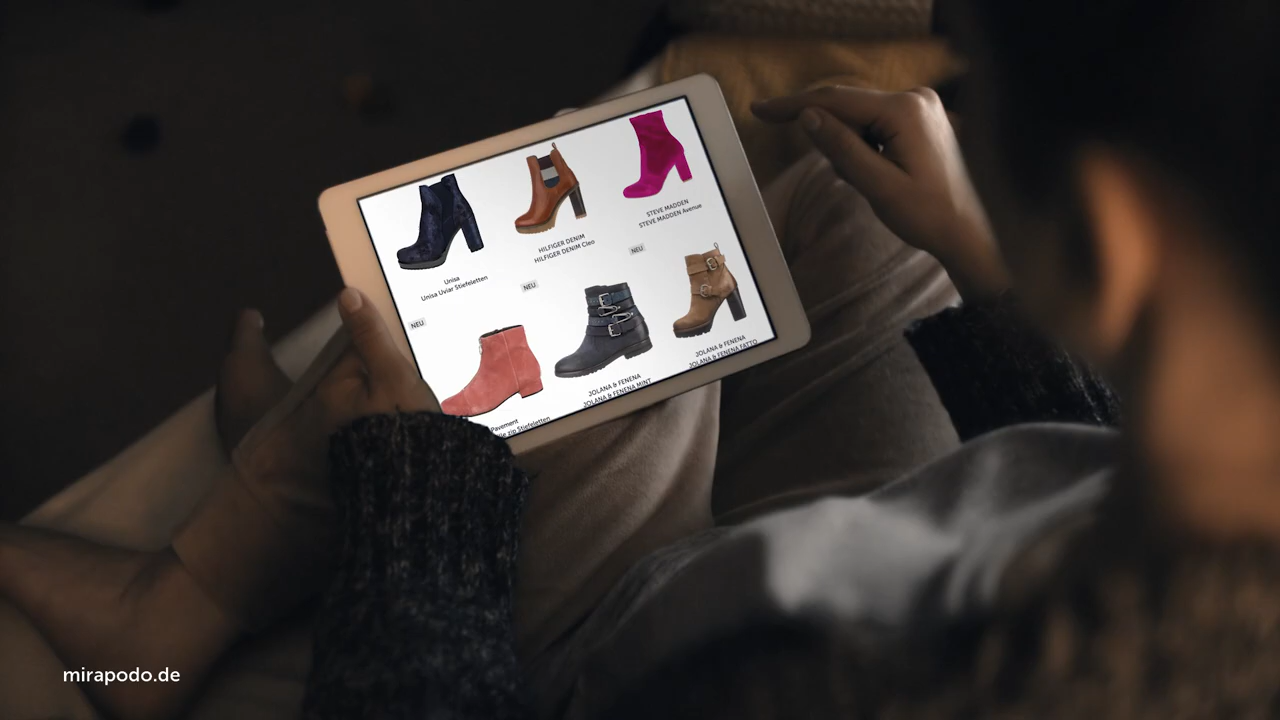 Unisa
Unisa Uviar Stiefeletten
HILFIGER DENIM
HILFIGER DENIM Cleo
STEVE MADDEN
STEVE MADDEN Avenue
NEU
NEU
NEU
Pavement
zip Stiefeletten
JOLANA & FENENA
JOLANA & FENENA MINT
JOLANA & FENENA
JOLANA & FENENA FATTO
mirapodo.de